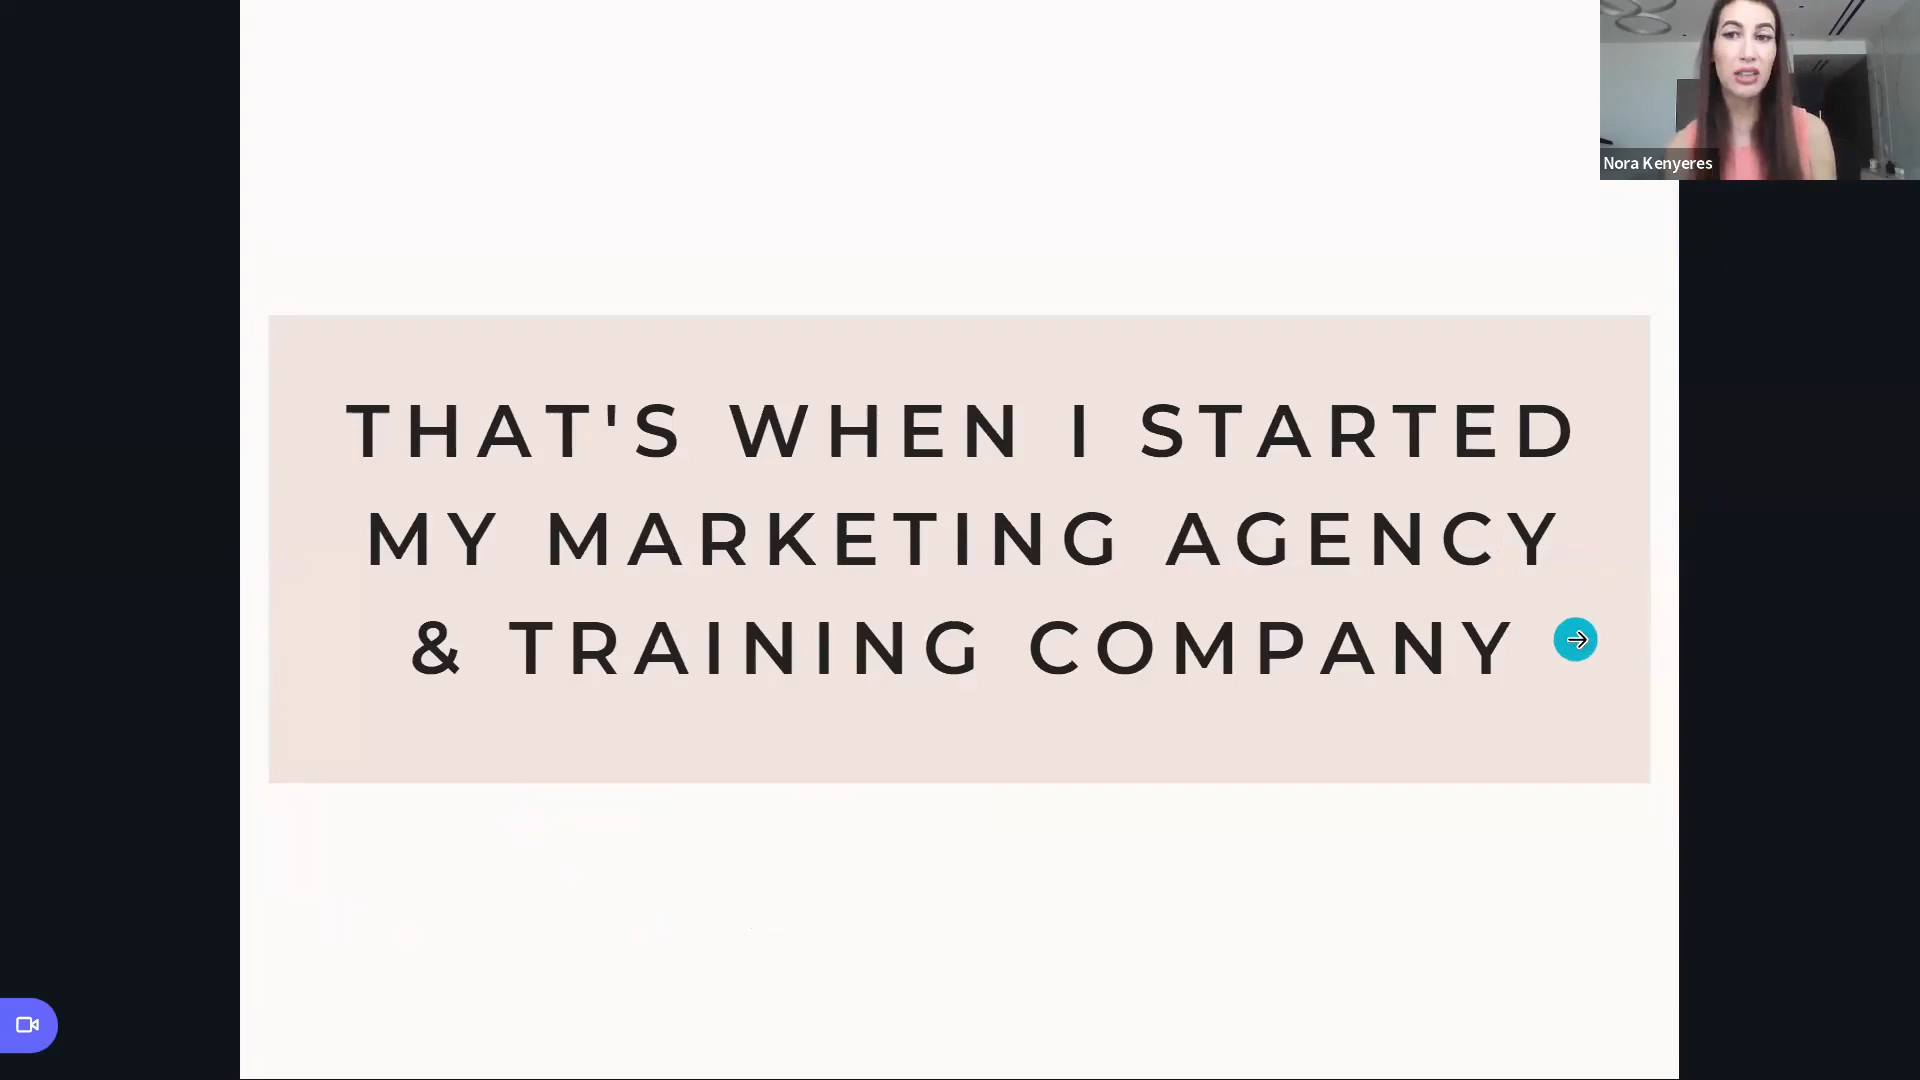 Nora Kenyeres
THAT'S WHEN I STARTED
MY MARKETING AGENCY
& TRAINING COMPANY